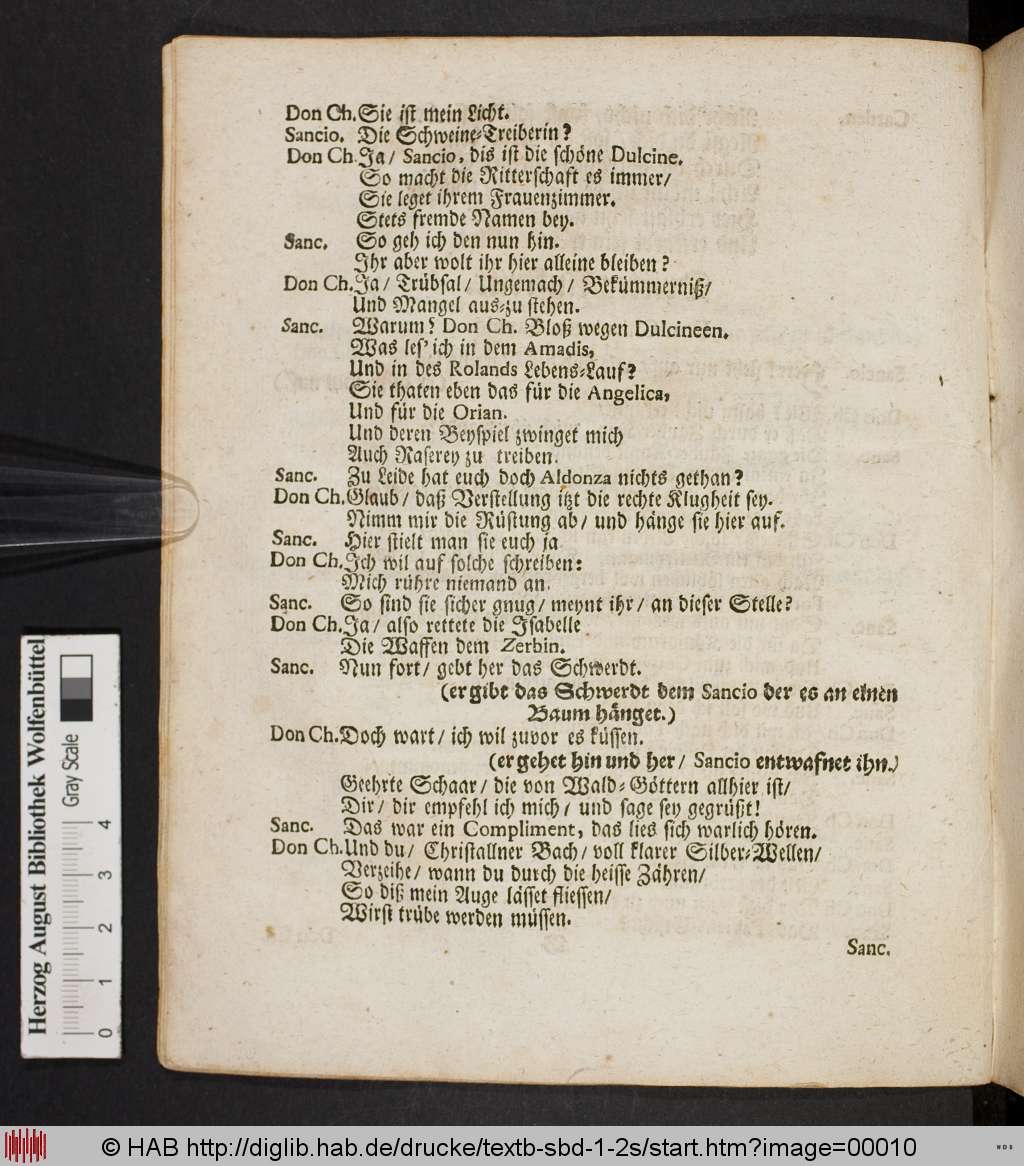 Don Ch. Sie ist mein Licht.
Sancio. Die Schweine-Treiberin?
Don Ch. Ja/ Sancio, dis ist die schöne Dulcine.
So macht die Ritterschaft es immer/
Sie leget ihrem Frauenzimmer.
Stets fremde Namen bey.
Sanc. So geh ich den nun hin.
Ihr aber wolt ihr hier alleine bleiben?
Don Ch. Ja/ Trübsal/ Ungemach/ Bekümmerniß/
Und Mangel aus-zu stehen.
Sanc. Warum? Don Ch. Bloß wegen Dulcineen.
Was les' ich in dem Amadis,
Und in des Rolands Lebens-Lauf?
Sie thaten eben das für die Angelica,
Und für die Orian.
Und deren Beyspiel zwinget mich
Auch Raserey zu treiben.
Sanc. Zu Leide hat euch doch Aldonza nichts gethan?
Don Ch. Glaub/ daß Verstellung itzt die rechte Klugheit sey.
Nimm mir die Rüstung ab/ und hänge sie hier auf.
Sanc. Hier stielt man sie euch ja
Don Ch. Ich wil auf solche schreiben:
Mich rühre niemand an.
Sanc. So sind sie sicher gnug/ meynt ihr/ an dieser Stelle?
Don Ch. Ja/ also rettete die Isabelle
Die Waffen dem Zerbin.
Sanc. Nun fort/ gebt her das Schwerdt.
(er gibt das Schwerdt dem Sancio der es an einen
Baum hänget.)
Don Ch. Doch wart/ ich wil zuvor es küssen.
(er gehet hin und her/ Sancio entwafnet ihn.)
Geehrte Schaar/ die von Wald-Göttern allhier ist/
Dir/ dir empfehl ich mich/ und sage sey gegrüßt!
Sanc. Das war ein Compliment, das lies sich warlich hören.
Don Ch. Und du/ Christallner Bach/ voll klarer Silber-Wellen/
Verzeihe/ wann du durch die heisse Zähren/
So diß mein Auge lässet fliessen/
Wirst trübe werden müssen.
Sanc.
Herzog August Bibliothek Wolfenbüttel
Gray Scale
0 1 2 3 4
© HAB http://diglib.hab.de/drucke/textb-sbd-1-2s/start.htm?image=00010